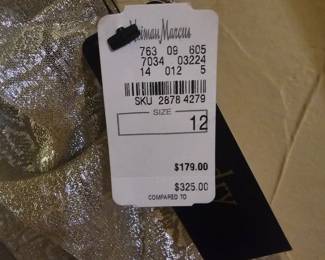 Neiman Marcus
763 09 605
7034 03224
14 012 5
SKU 2878 4279
SIZE
12
$179.00
$325.00
COMPARED TO